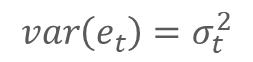 var(e_t) = σ_t^2